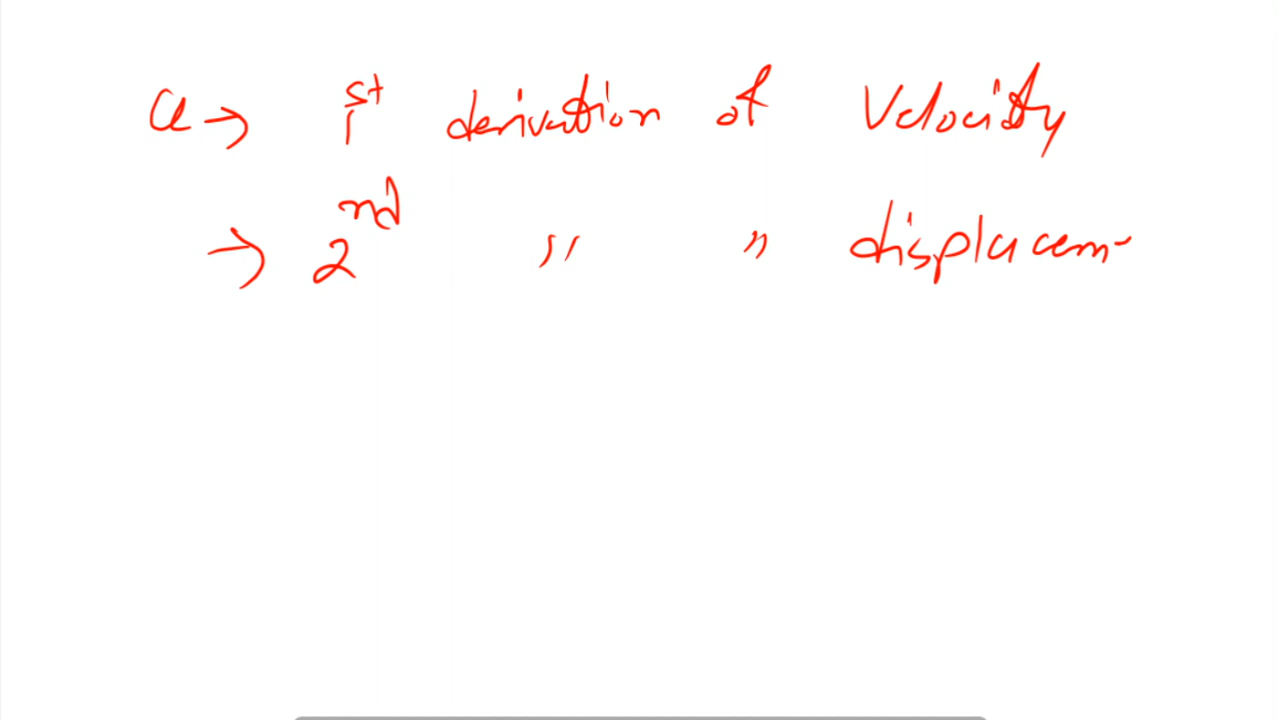 a → 1st derivation of Velocity
→ 2nd " " displacem